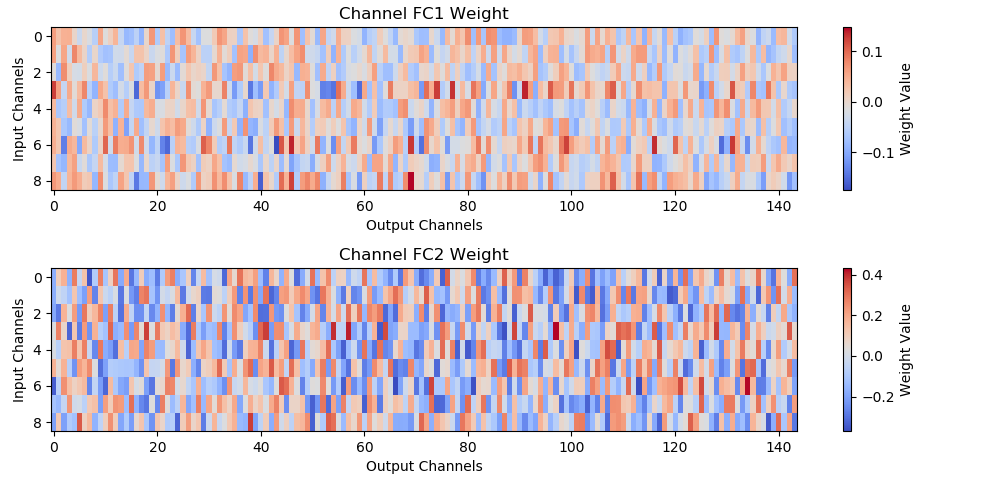 Channel FC1 Weight
Input Channels
0
2
4
6
8
0 20 40 60 80 100 120 140
Output Channels
0.1
0.0
−0.1
Weight Value
Channel FC2 Weight
Input Channels
0
2
4
6
8
0 20 40 60 80 100 120 140
Output Channels
0.4
0.2
0.0
−0.2
Weight Value